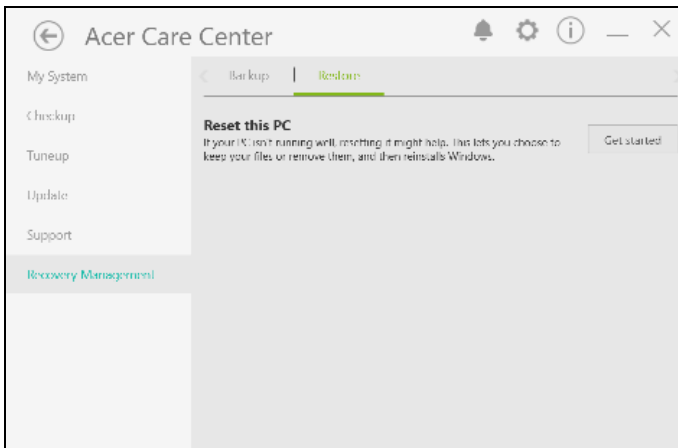 Acer Care Center
My System
Backup
Restore
Checkup
Reset this PC
If your PC isn't running well, resetting it might help. This lets you choose to
keep your files or remove them, and then reinstalls Windows.
Get started
Tuneup
Update
Support
Recovery Management